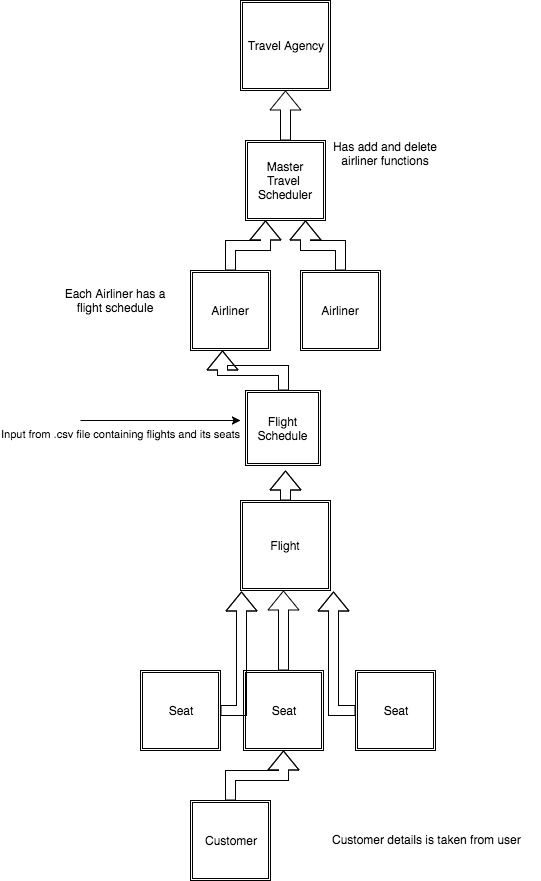 Travel Agency
Has add and delete
airliner functions
Master
Travel
Scheduler
Each Airliner has a
flight schedule
Airliner
Airliner
Flight
Schedule
Input from .csv file containing flights and its seats
Flight
Seat
Seat
Seat
Customer
Customer details is taken from user